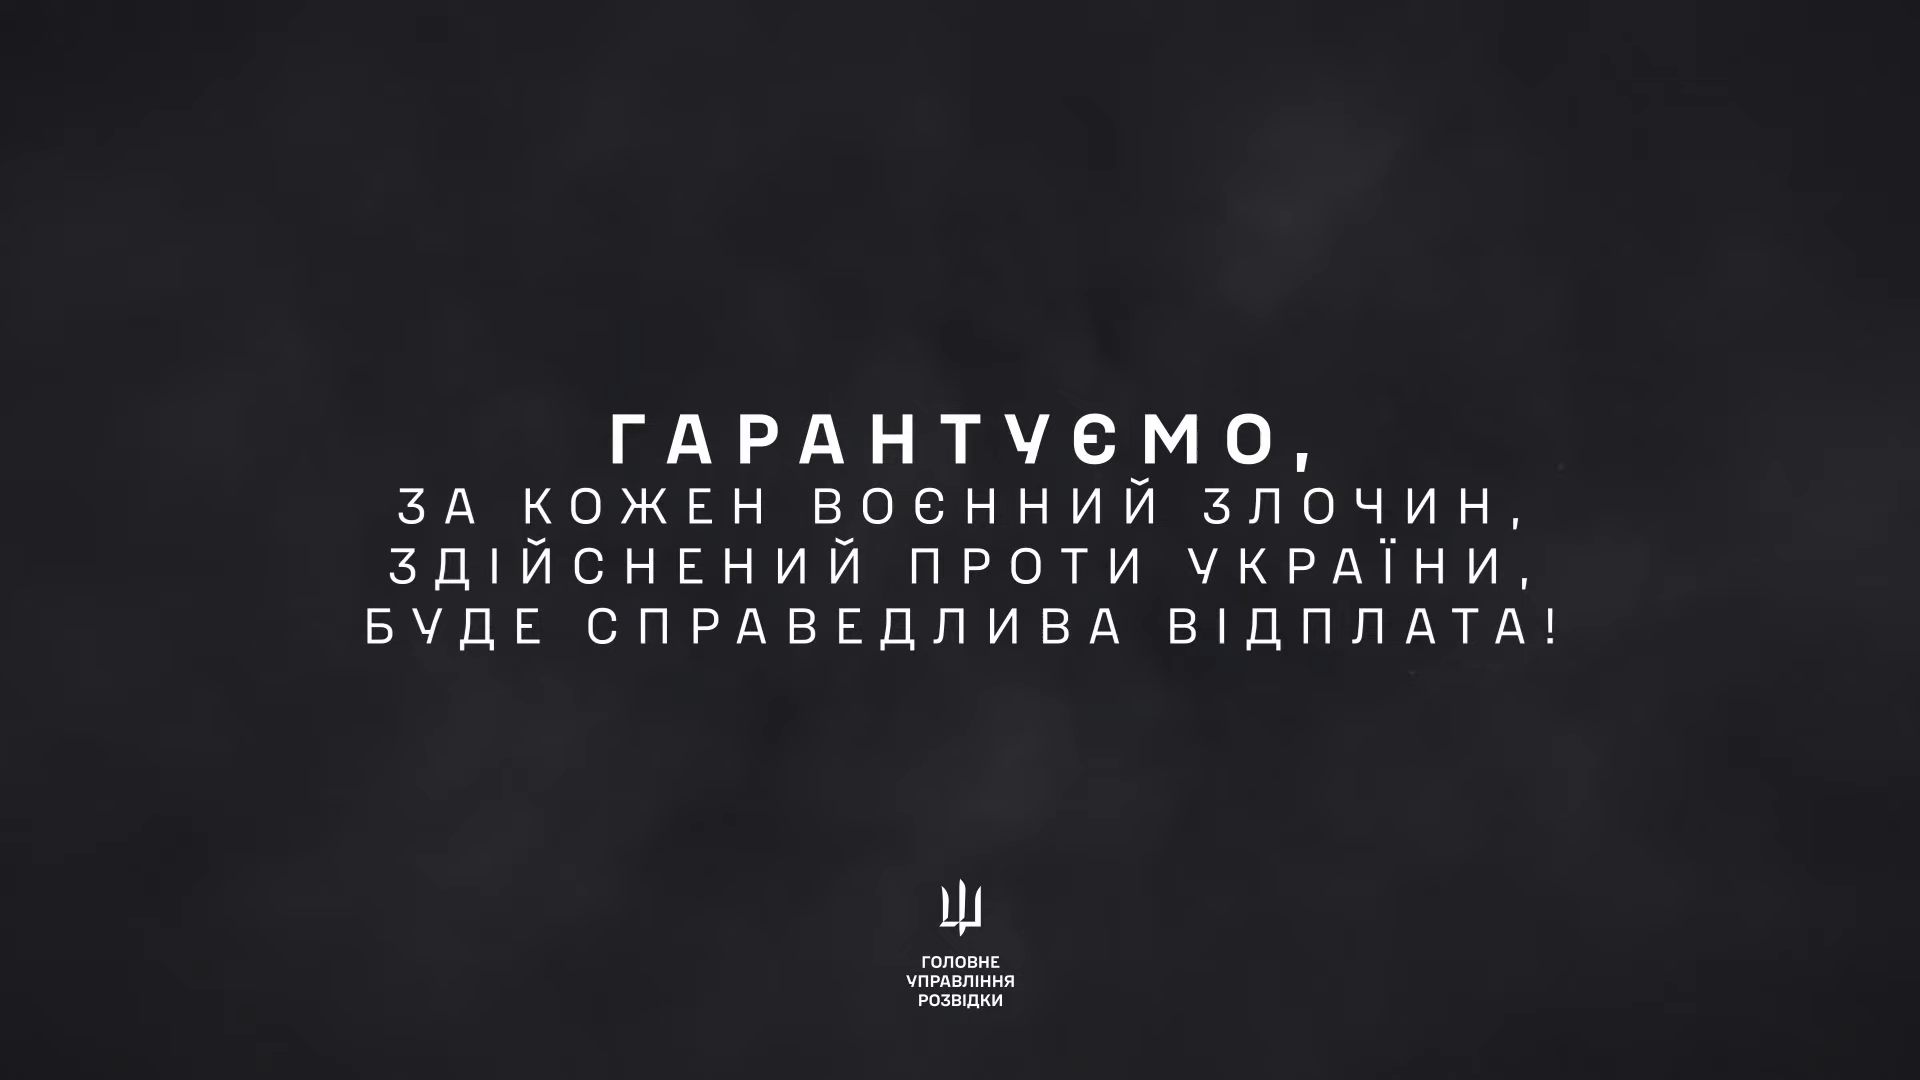 ГАРАНТУЄМО,
ЗА КОЖЕН ВОЄННИЙ ЗЛОЧИН,
ЗДІЙСНЕНИЙ ПРОТИ УКРАЇНИ,
БУДЕ СПРАВЕДЛИВА ВІДПЛАТА!
ГОЛОВНЕ
УПРАВЛІННЯ
РОЗВІДКИ